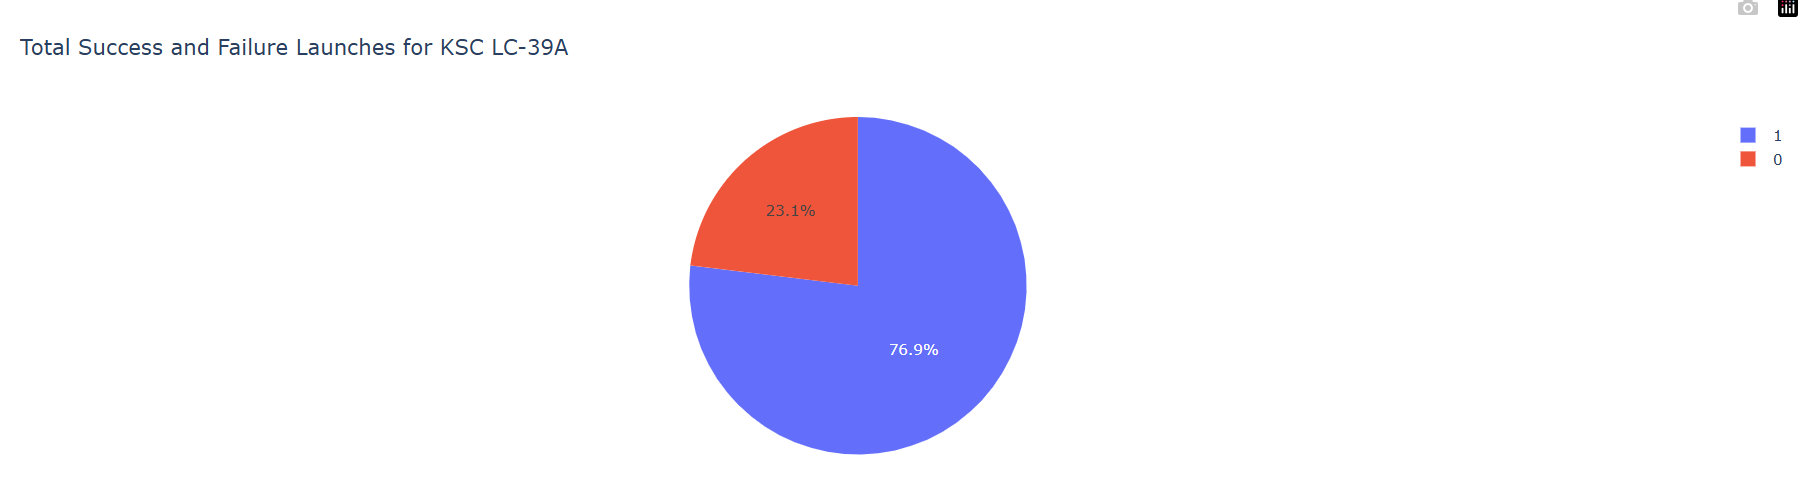 Total Success and Failure Launches for KSC LC-39A
1
0
23.1%
76.9%